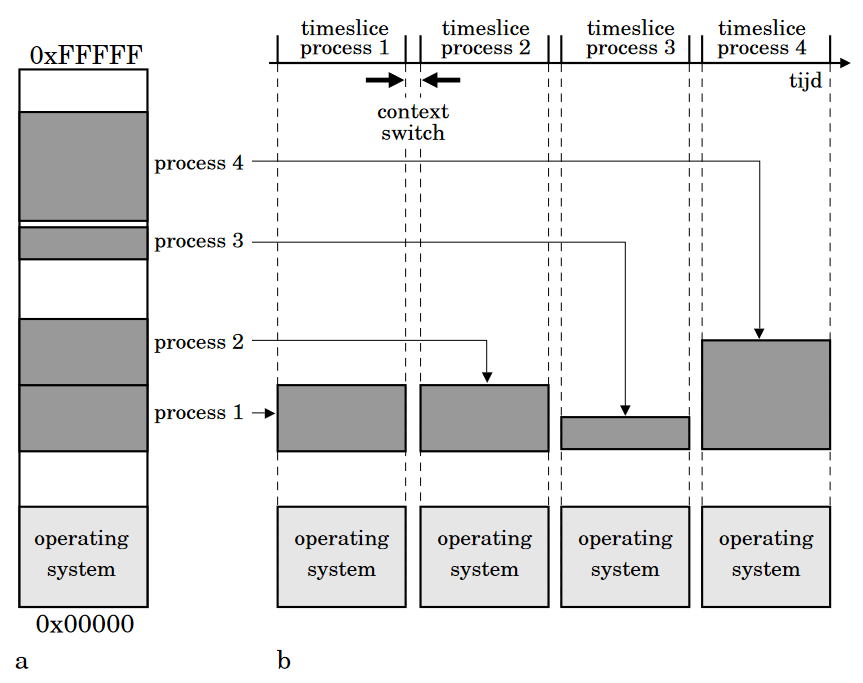 0xFFFFF
timeslice
process 1
timeslice
process 2
timeslice
process 3
timeslice
process 4
tijd
context
switch
process 4
process 3
process 2
process 1
operating
system
operating
system
operating
system
operating
system
operating
system
0x00000
a
b